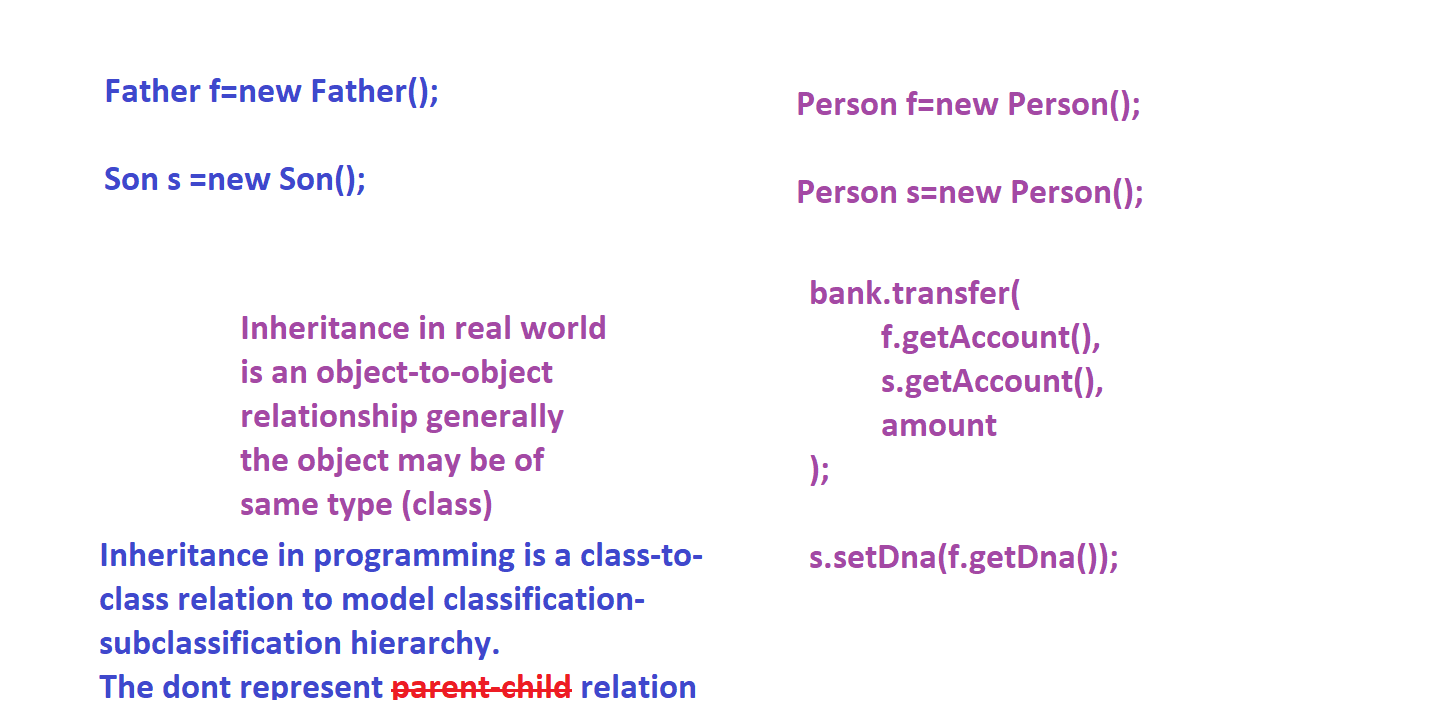 Father f=new Father();
Son s =new Son();
Inheritance in real world
is an object-to-object
relationship generally
the object may be of
same type (class)
Inheritance in programming is a class-to-
class relation to model classification-
subclassification hierarchy.
The dont represent parent-child relation
Person f=new Person();
Person s=new Person();
bank.transfer(
f.getAccount(),
s.getAccount(),
amount
);
s.setDna(f.getDna());